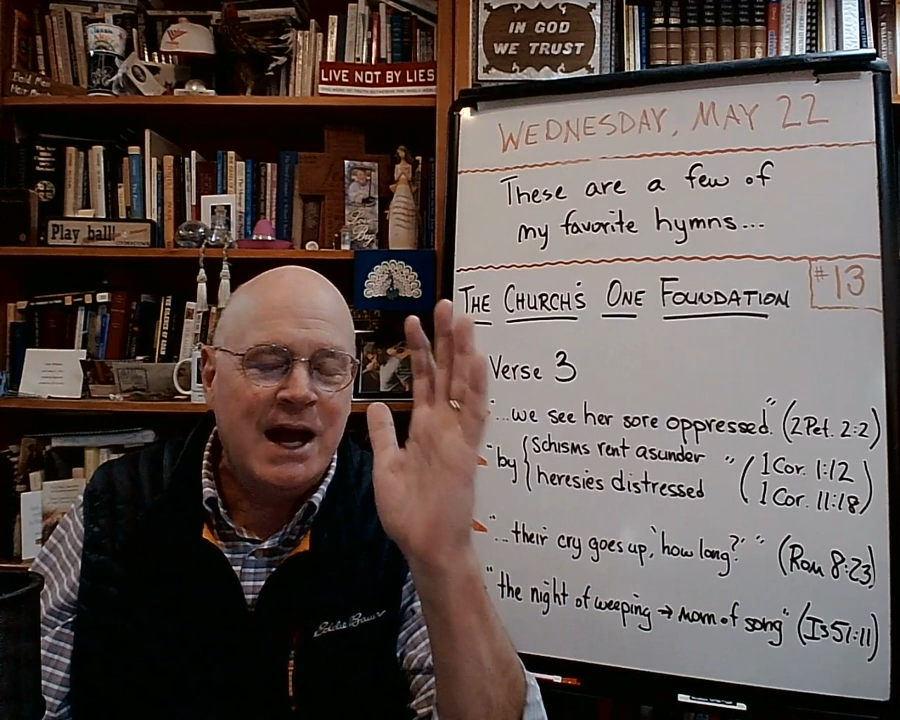 IN GOD
WE TRUST
LIVE NOT BY LIES
Play ball!
WEDNESDAY, MAY 22
These are a few of
my favorite hymns...
#13
THE CHURCH'S ONE FOUNDATION
Verse 3
"...we see her sore oppressed." (2 Pet. 2:2)
"by { schisms rent asunder " ( 1 Cor. 1:12
heresies distressed 1 Cor. 11:18 )
"...their cry goes up, 'how long?' " (Rom 8:23)
"the night of weeping → morn of song" (Is 51:11)
Eddie Bauer